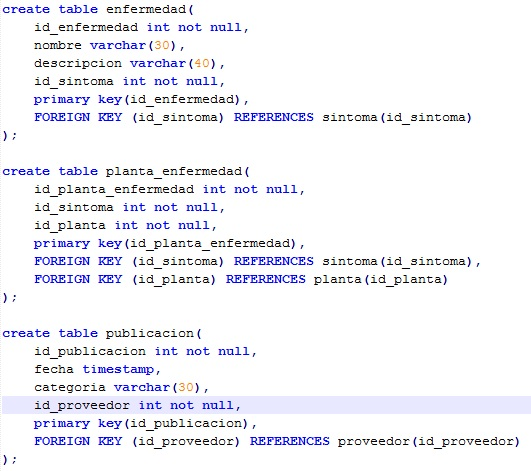 create table enfermedad(
    id_enfermedad int not null,
    nombre varchar(30),
    descripcion varchar(40),
    id_sintoma int not null,
    primary key(id_enfermedad),
    FOREIGN KEY (id_sintoma) REFERENCES sintoma(id_sintoma)
);

create table planta_enfermedad(
    id_planta_enfermedad int not null,
    id_sintoma int not null,
    id_planta int not null,
    primary key(id_planta_enfermedad),
    FOREIGN KEY (id_sintoma) REFERENCES sintoma(id_sintoma),
    FOREIGN KEY (id_planta) REFERENCES planta(id_planta)
);

create table publicacion(
    id_publicacion int not null,
    fecha timestamp,
    categoria varchar(30),
    id_proveedor int not null,
    primary key(id_publicacion),
    FOREIGN KEY (id_proveedor) REFERENCES proveedor(id_proveedor)
);